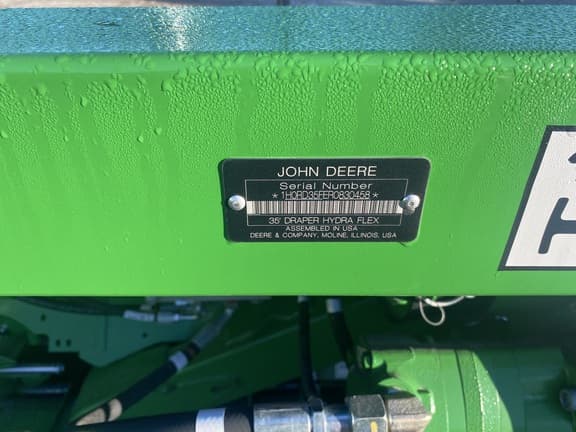 JOHN DEERE
Serial Number
*1H0RD35FFR0830458*
35' DRAPER HYDRA FLEX
ASSEMBLED IN USA
DEERE & COMPANY, MOLINE, ILLINOIS, USA